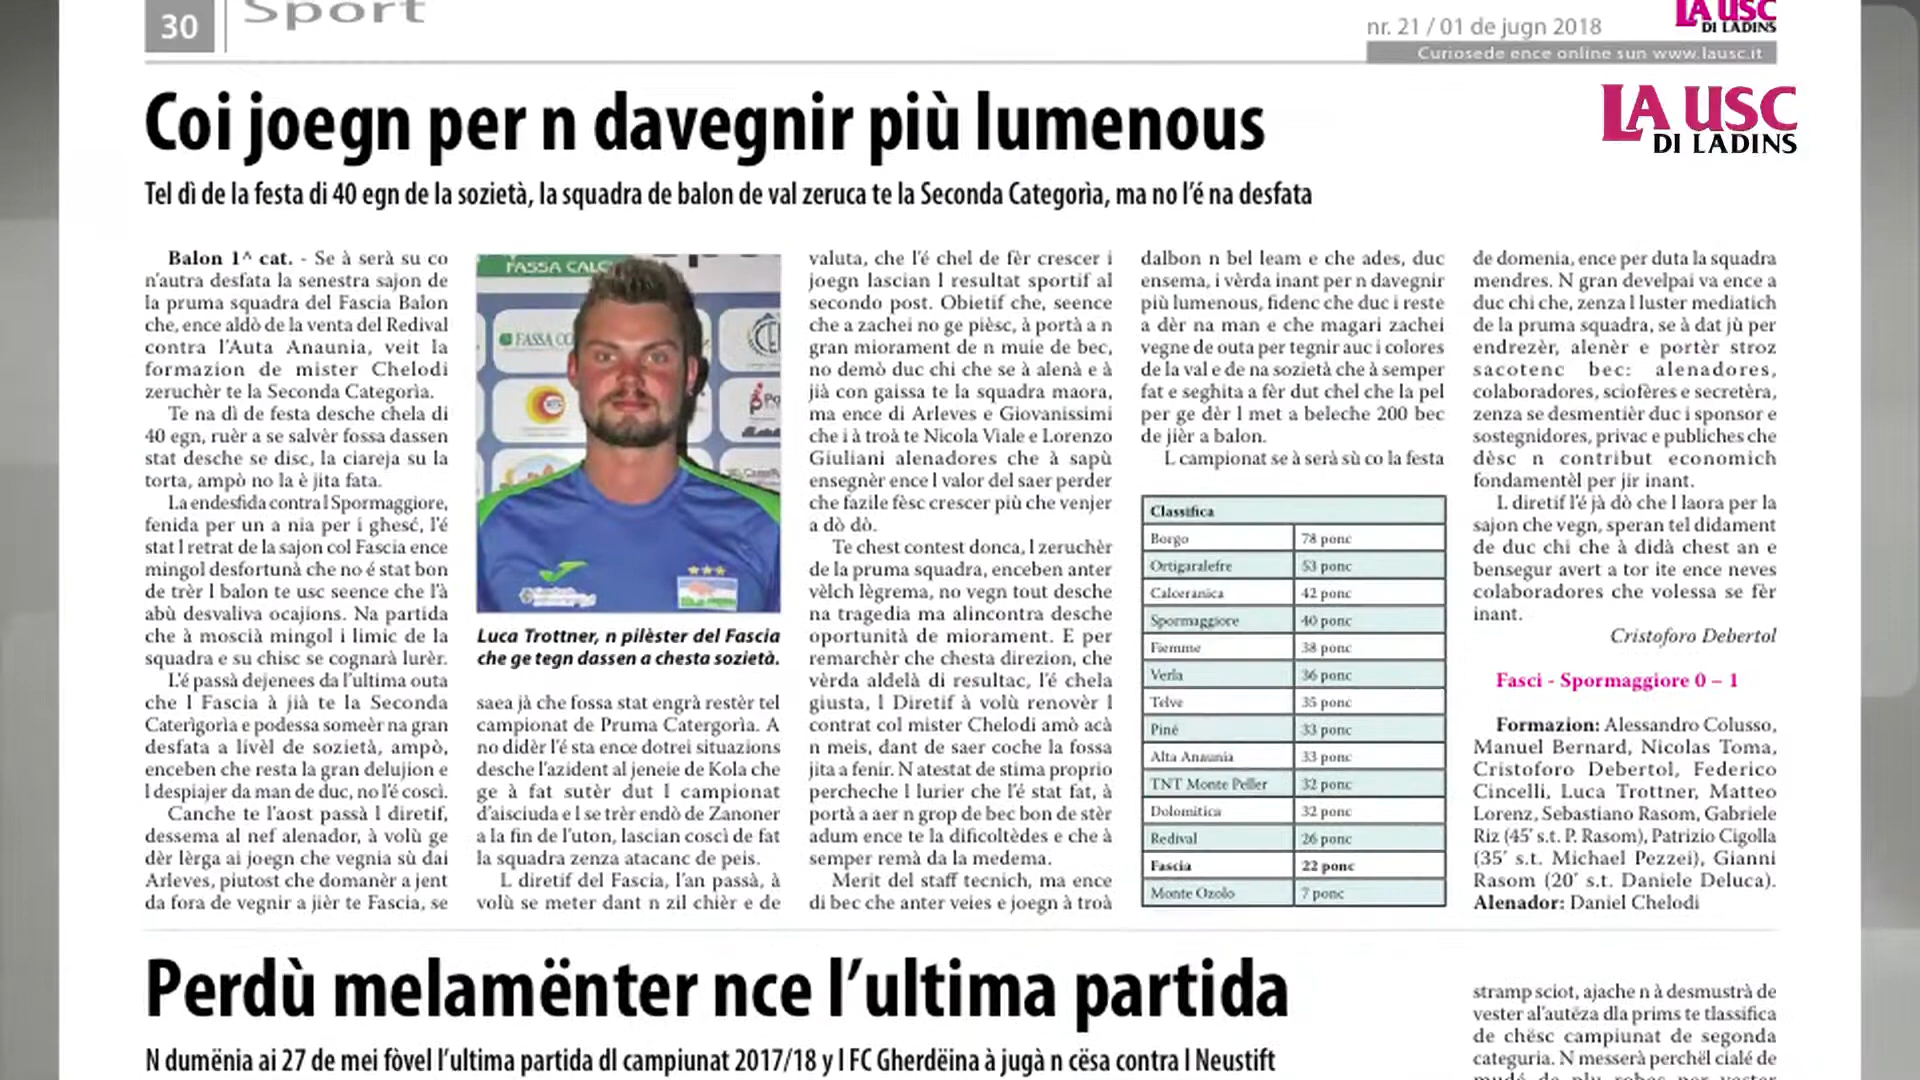 30
Sport
nr. 21 / 01 de jugn 2018
LA USC
DI LADINS
Curiosede ence online sun www.lausc.it
LA USC
DI LADINS
Coi joegn per n davegnir più lumenous
Tel dì de la festa di 40 egn de la sozietà, la squadra de balon de val zeruca te la Seconda Categorìa, ma no l'é na desfata
Balon 1^ cat. - Se à serà su co
n'autra desfata la senestra sajon de
la pruma squadra del Fascia Balon
che, ence aldò de la venta del Redival
contra l'Auta Anaunia, veit la
formazion de mister Chelodi
zeruchèr te la Seconda Categorìa.
Te na dì de festa desche chela di
40 egn, ruèr a se salvèr fossa dassen
stat desche se disc, la ciareja su la
torta, ampò no la è jita fata.
La endesfida contra l Spormaggiore,
fenida per un a nia per i ghesć, l'é
stat l retrat de la sajon col Fascia ence
mingol desfortunà che no é stat bon
de trèr l balon te usc seence che l'à
abù desvaliva ocajions. Na partida
che à moscià mingol i limic de la
squadra e su chisc se cognarà lurèr.
L'é passà dejenees da l'ultima outa
che l Fascia à jià te la Seconda
Caterìgorìa e podessa someèr na gran
desfata a livèl de sozietà, ampò,
enceben che resta la gran delujion e
l despiajer da man de duc, no l'é coscì.
Canche te l'aost passà l diretif,
dessema al nef alenador, à volù ge
dèr lèrga ai joegn che vegnia sù dai
Arleves, piutost che domanèr a jent
da fora de vegnir a jièr te Fascia, se
FASSA CALC
FASSA CO
Luca Trottner, n pilèster del Fascia
che ge tegn dassen a chesta sozietà.
saea jà che fossa stat engrà restèr tel
campionat de Pruma Catergorìa. A
no didèr l'é sta ence dotrei situazions
desche l'azident al jeneie de Kola che
ge à fat sutèr dut l campionat
d'aisciuda e l se trèr endò de Zanoner
a la fin de l'uton, lascian coscì de fat
la squadra zenza atacanc de peis.
L diretif del Fascia, l'an passà, à
volù se meter dant n zil chièr e de
valuta, che l'é chel de fèr crescer i
joegn lascian l resultat sportif al
secondo post. Obietif che, seence
che a zachei no ge pièsc, à portà a n
gran miorament de n muie de bec,
no demò duc chi che se à alenà e à
jià con gaissa te la squadra maora,
ma ence di Arleves e Giovanissimi
che i à troà te Nicola Viale e Lorenzo
Giuliani alenadores che à sapù
ensegnèr ence l valor del saer perder
che fazile fèsc crescer più che venjer
a dò dò.
Te chest contest donca, l zeruchèr
de la pruma squadra, enceben anter
vèlch lègrema, no vegn tout desche
na tragedia ma alincontra desche
oportunità de miorament. E per
remarchèr che chesta direzion, che
vèrda aldelà di resultac, l'é chela
giusta, l Diretif à volù renovèr l
contrat col mister Chelodi amò acà
n meis, dant de saer coche la fossa
jita a fenir. N atestat de stima proprio
percheche l lurier che l'é stat fat, à
portà a aer n grop de bec bon de stèr
adum ence te la dificoltèdes e che à
semper remà da la medema.
Merit del staff tecnich, ma ence
di bec che anter veies e joegn à troà
dalbon n bel leam e che ades, duc
ensema, i vèrda inant per n davegnir
più lumenous, fidenc che duc i reste
a dèr na man e che magari zachei
vegne de outa per tegnir auc i colores
de la val e de na sozietà che à semper
fat e seghita a fèr dut chel che la pel
per ge dèr l met a beleche 200 bec
de jièr a balon.
L campionat se à serà sù co la festa
Classifica
Borgo 78 ponc
Ortigaralefre 53 ponc
Calceranica 42 ponc
Spormaggiore 40 ponc
Fiemme 38 ponc
Verla 36 ponc
Telve 35 ponc
Piné 33 ponc
Alta Anaunia 33 ponc
TNT Monte Peller 32 ponc
Dolomitica 32 ponc
Redival 26 ponc
Fascia 22 ponc
Monte Ozolo 7 ponc
de domenia, ence per duta la squadra
mendres. N gran develpai va ence a
duc chi che, zenza l luster mediatich
de la pruma squadra, se à dat jù per
endrezèr, alenèr e portèr stroz
sacotenc bec: alenadores,
colaboradores, sciofères e secretèra,
zenza se desmentièr duc i sponsor e
sostegnidores, privac e publiches che
dèsc n contribut economich
fondamentèl per jir inant.
L diretif l'é jà dò che l laora per la
sajon che vegn, speran tel didament
de duc chi che à didà chest an e
bensegur avert a tor ite ence neves
colaboradores che volessa se fèr
inant.
Cristoforo Debertol
Fasci - Spormaggiore 0 – 1
Formazion: Alessandro Colusso,
Manuel Bernard, Nicolas Toma,
Cristoforo Debertol, Federico
Cincelli, Luca Trottner, Matteo
Lorenz, Sebastiano Rasom, Gabriele
Riz (45' s.t. P. Rasom), Patrizio Cigolla
(35' s.t. Michael Pezzei), Gianni
Rasom (20' s.t. Daniele Deluca).
Alenador: Daniel Chelodi
Perdù melamënter nce l'ultima partida
N dumënia ai 27 de mei fòvel l'ultima partida dl campiunat 2017/18 y l FC Gherdëina à jugà n cësa contra l Neustift
stramp sciot, ajache n à desmustrà de
vester al'autëza dla prims te tlassifica
de chësc campiunat de segonda
categuria. N messerà perchël cialé de
mudé de plu robes per vester